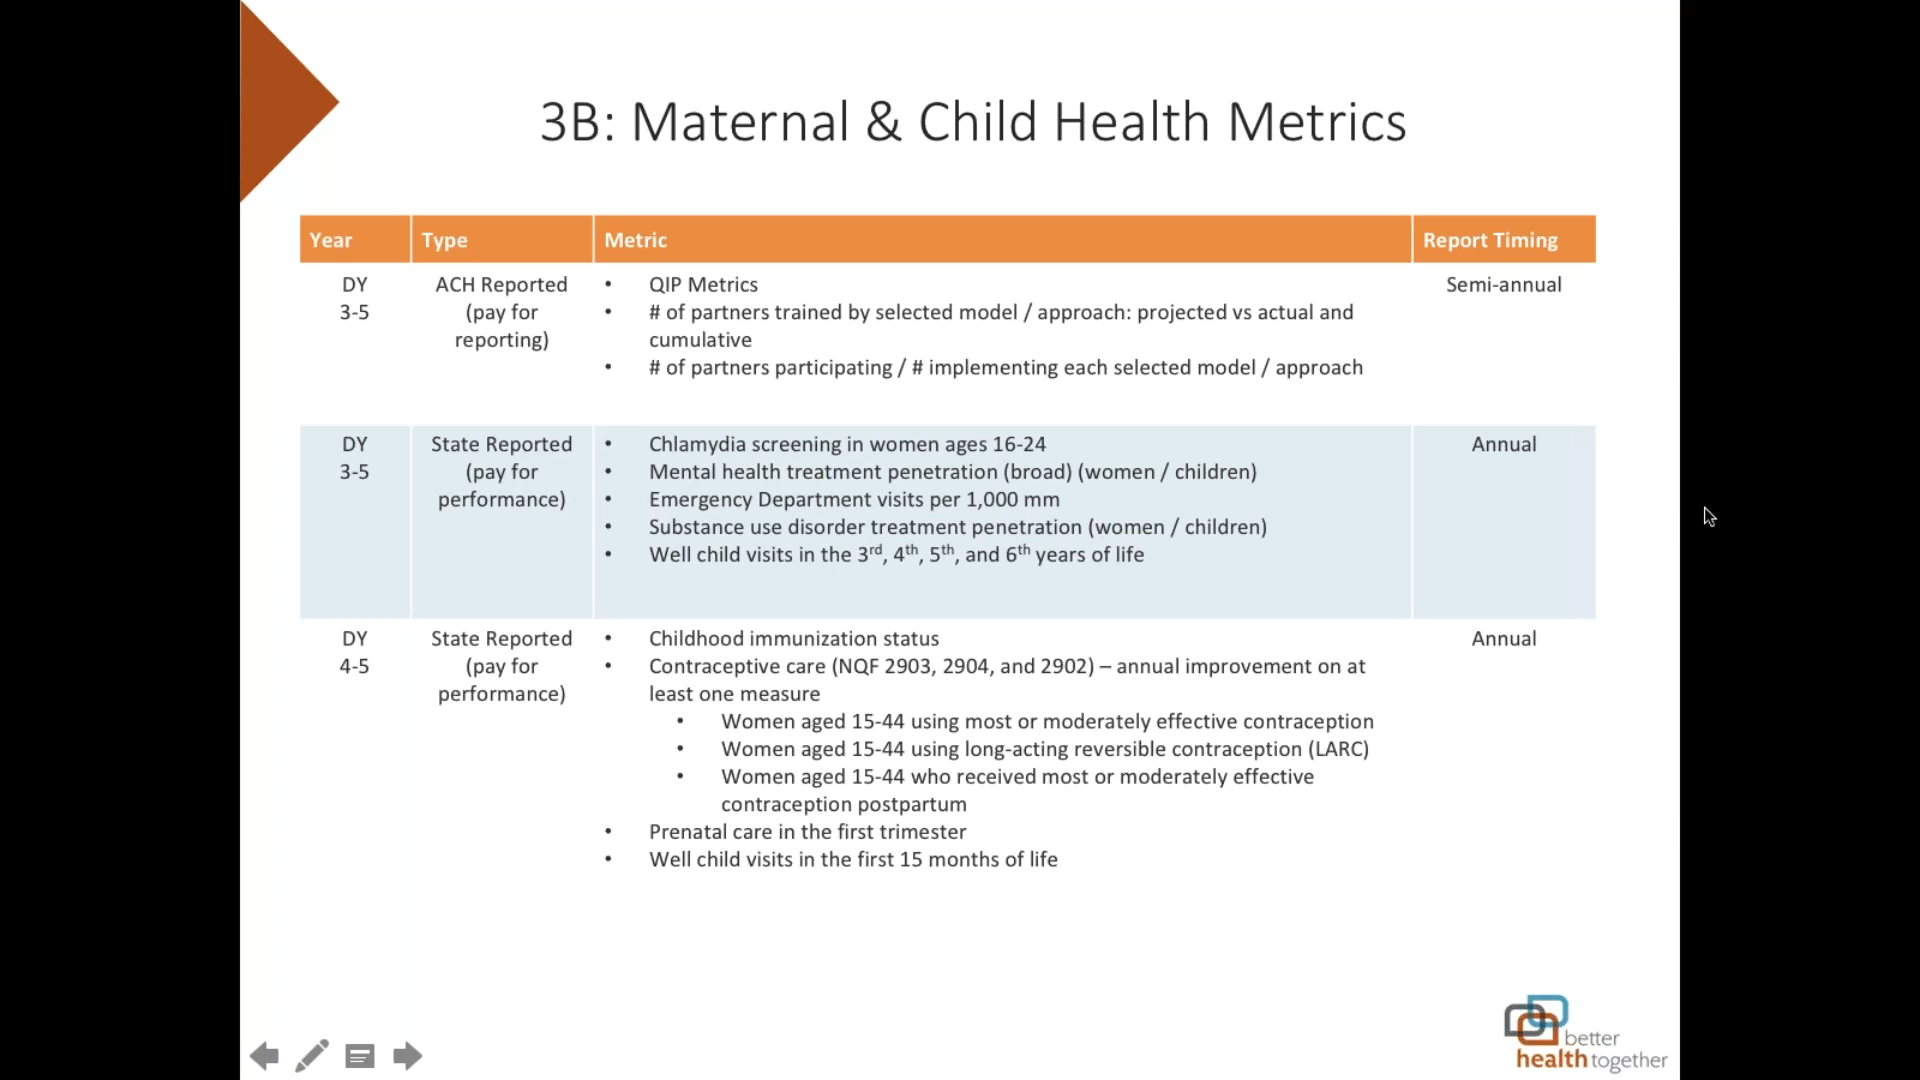 3B: Maternal & Child Health Metrics
Year Type Metric Report Timing
DY
3-5
ACH Reported
(pay for
reporting)
• QIP Metrics
• # of partners trained by selected model / approach: projected vs actual and
cumulative
• # of partners participating / # implementing each selected model / approach
Semi-annual
DY
3-5
State Reported
(pay for
performance)
• Chlamydia screening in women ages 16-24
• Mental health treatment penetration (broad) (women / children)
• Emergency Department visits per 1,000 mm
• Substance use disorder treatment penetration (women / children)
• Well child visits in the 3rd, 4th, 5th, and 6th years of life
Annual
DY
4-5
State Reported
(pay for
performance)
• Childhood immunization status
• Contraceptive care (NQF 2903, 2904, and 2902) – annual improvement on at
least one measure
• Women aged 15-44 using most or moderately effective contraception
• Women aged 15-44 using long-acting reversible contraception (LARC)
• Women aged 15-44 who received most or moderately effective
contraception postpartum
• Prenatal care in the first trimester
• Well child visits in the first 15 months of life
Annual
better
health together